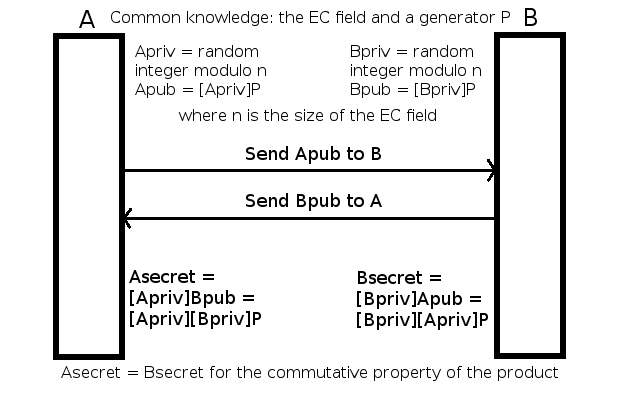 A Common knowledge: the EC field and a generator P B
Apriv = random
integer modulo n
Apub = [Apriv]P
Bpriv = random
integer modulo n
Bpub = [Bpriv]P
where n is the size of the EC field
Send Apub to B
Send Bpub to A
Asecret =
[Apriv]Bpub =
[Apriv][Bpriv]P
Bsecret =
[Bpriv]Apub =
[Bpriv][Apriv]P
Asecret = Bsecret for the commutative property of the product